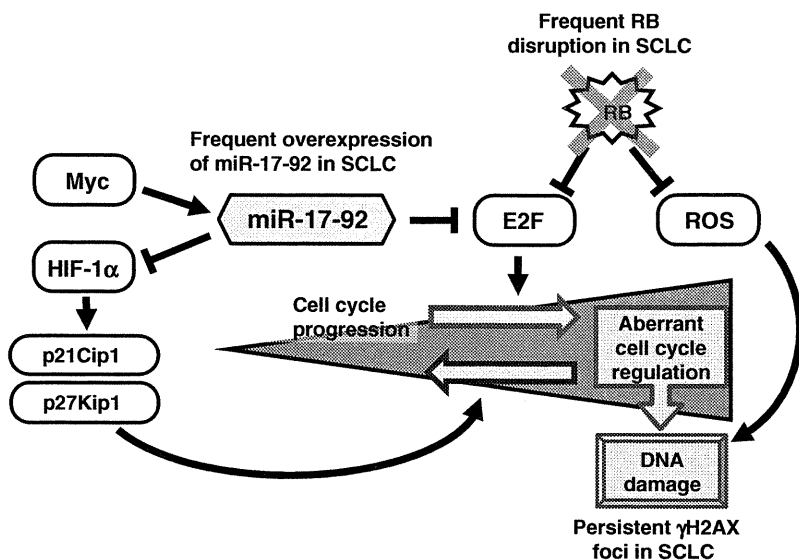 Frequent RB
disruption in SCLC
RB
Frequent overexpression
of miR-17-92 in SCLC
Myc
miR-17-92
E2F
ROS
HIF-1α
Cell cycle
progression
Aberrant
cell cycle
regulation
p21Cip1
p27Kip1
DNA
damage
Persistent γH2AX
foci in SCLC